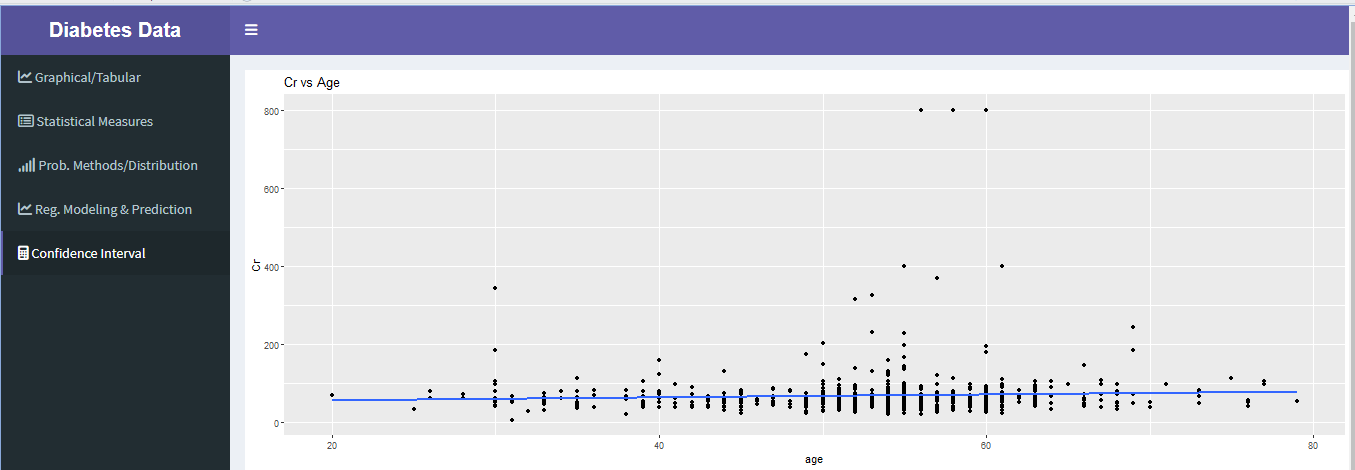 Diabetes Data
Graphical/Tabular
Statistical Measures
Prob. Methods/Distribution
Reg. Modeling & Prediction
Confidence Interval
Cr vs Age
800
600
400
200
0
Cr
20
40
60
80
age